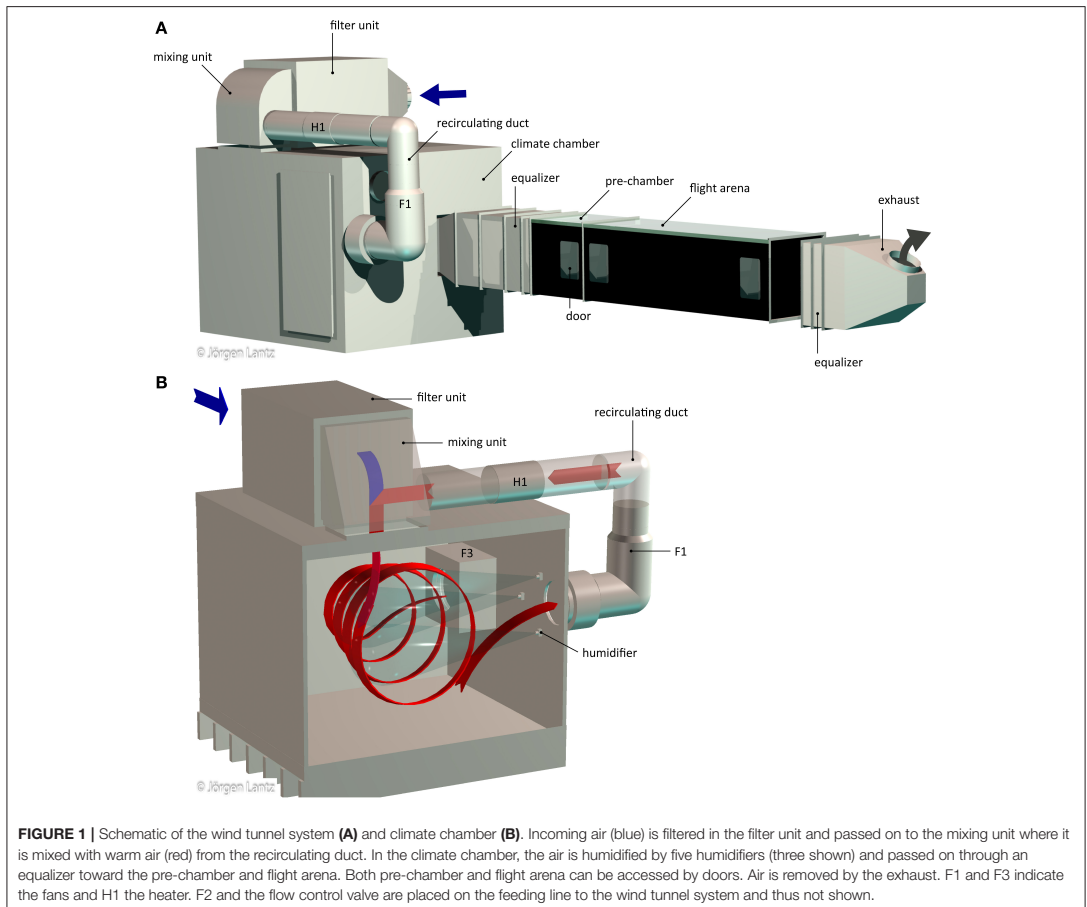 A
filter unit
mixing unit
H1
recirculating duct
climate chamber
equalizer
pre-chamber
flight arena
exhaust
F1
door
equalizer
© Jörgen Lantz
B
filter unit
recirculating duct
mixing unit
H1
F3
F1
humidifier
© Jörgen Lantz
FIGURE 1 | Schematic of the wind tunnel system (A) and climate chamber (B). Incoming air (blue) is filtered in the filter unit and passed on to the mixing unit where it
is mixed with warm air (red) from the recirculating duct. In the climate chamber, the air is humidified by five humidifiers (three shown) and passed on through an
equalizer toward the pre-chamber and flight arena. Both pre-chamber and flight arena can be accessed by doors. Air is removed by the exhaust. F1 and F3 indicate
the fans and H1 the heater. F2 and the flow control valve are placed on the feeding line to the wind tunnel system and thus not shown.